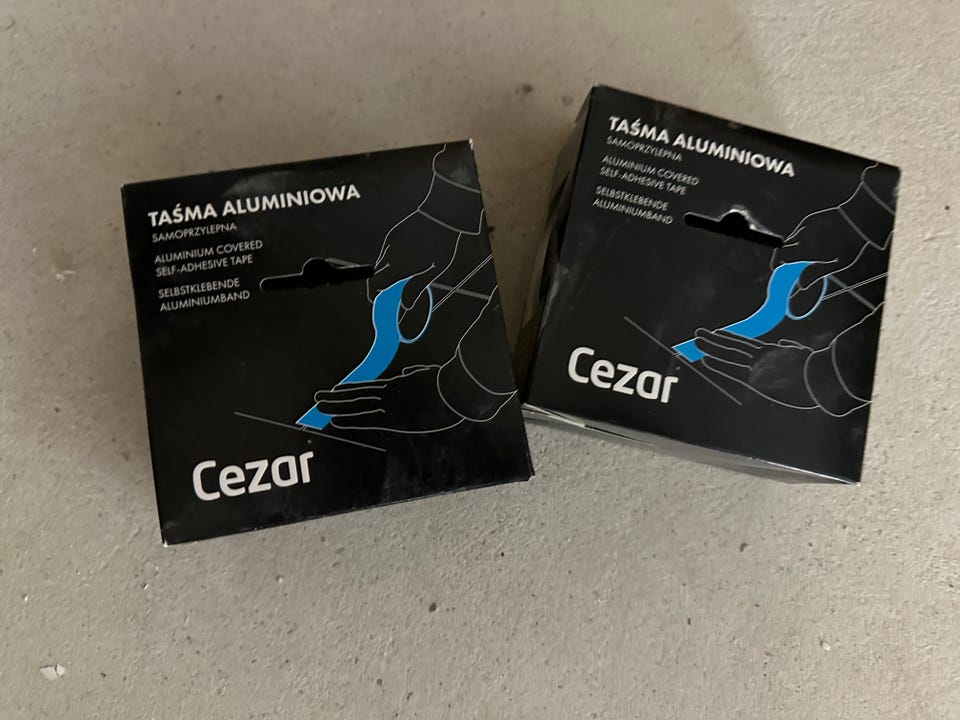 TAŚMA ALUMINIOWA
SAMOPRZYLEPNA
ALUMINIUM COVERED
SELF-ADHESIVE TAPE
SELBSTKLEBENDE
ALUMINIUMBAND
Cezar
TAŚMA ALUMINIOWA
SAMOPRZYLEPNA
ALUMINIUM COVERED
SELF-ADHESIVE TAPE
SELBSTKLEBENDE
ALUMINIUMBAND
Cezar